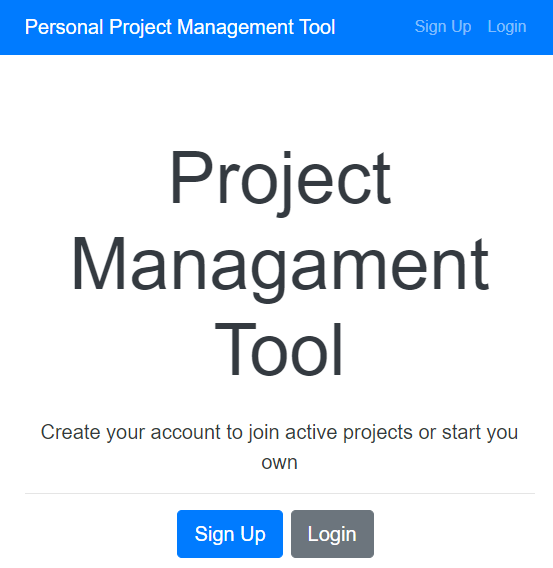 Personal Project Management Tool Sign Up Login
Project
Managament
Tool
Create your account to join active projects or start you
own
Sign Up Login